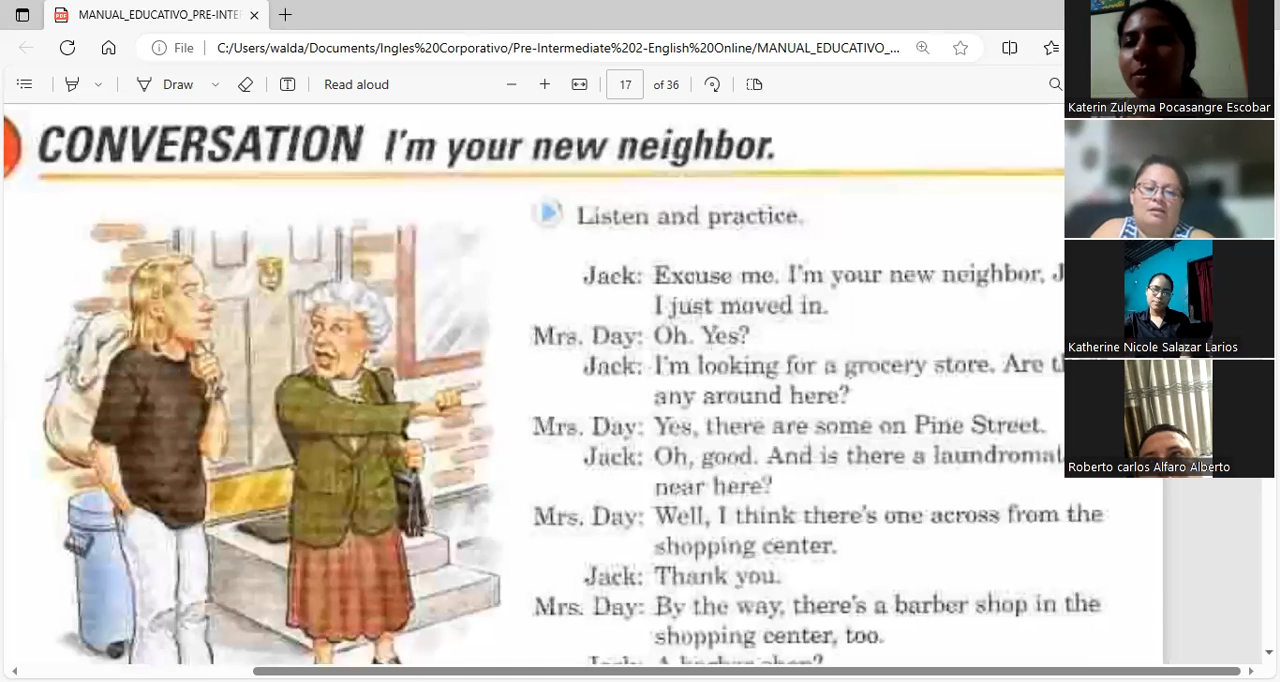 MANUAL_EDUCATIVO_PRE-INTE
File
C:/Users/walda/Documents/Ingles%20Corporativo/Pre-Intermediate%202-English%20Online/MANUAL_EDUCATIVO_...
Draw
Read aloud
17 of 36
CONVERSATION I'm your new neighbor.
Listen and practice.
Jack: Excuse me. I'm your new neighbor, J
I just moved in.
Mrs. Day: Oh. Yes?
Jack: I'm looking for a grocery store. Are th
any around here?
Mrs. Day: Yes, there are some on Pine Street.
Jack: Oh, good. And is there a laundromat
near here?
Mrs. Day: Well, I think there's one across from the
shopping center.
Jack: Thank you.
Mrs. Day: By the way, there's a barber shop in the
shopping center, too.
Jack: A barber shop?
Katerin Zuleyma Pocasangre Escobar
Katherine Nicole Salazar Larios
Roberto carlos Alfaro Alberto